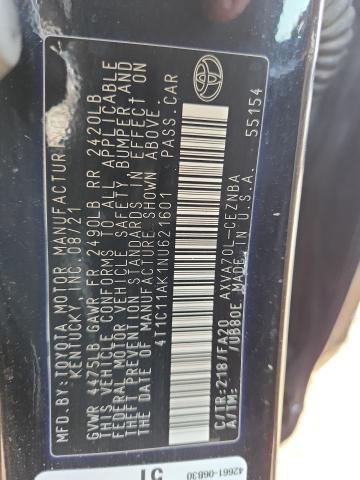 MFD. BY: TOYOTA MOTOR MANUFACTURING
KENTUCKY, INC. 08/21
GVWR 4475LB GAWR FR 2490LB RR 2420LB
THIS VEHICLE CONFORMS TO ALL APPLICABLE
FEDERAL MOTOR VEHICLE SAFETY, BUMPER AND
THEFT PREVENTION STANDARDS IN EFFECT ON
THE DATE OF MANUFACTURE SHOWN ABOVE.
4T1C11AK1NU621601 PASS.CAR
C/TR:218/FA20 AXVA70L-CEZNBA
A/TM: /UB80E MADE IN U.S.A. 55154
42661-06B30